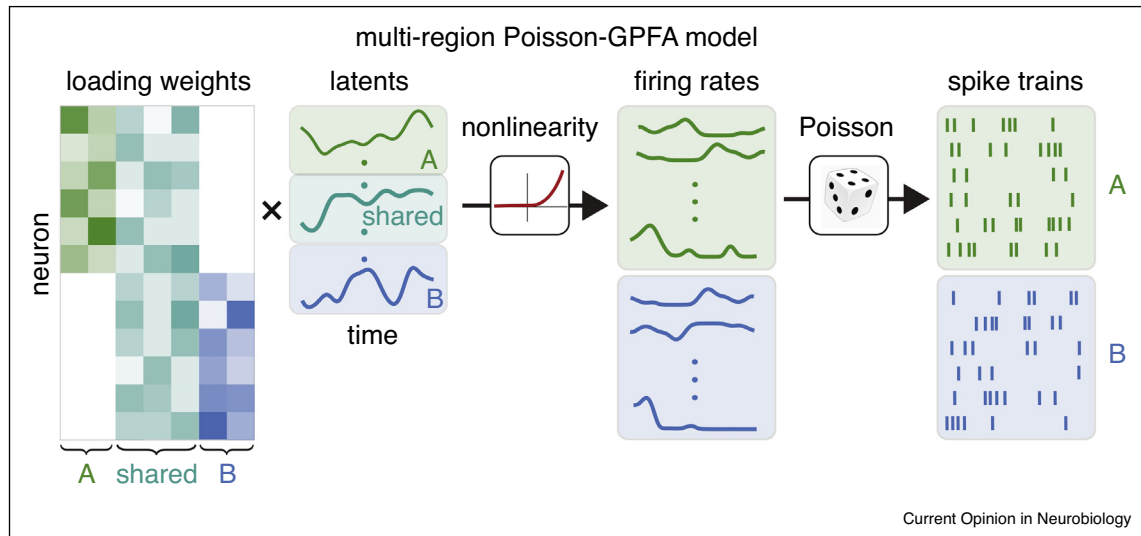 multi-region Poisson-GPFA model
loading weights
latents
firing rates
spike trains
nonlinearity
Poisson
neuron
A
shared
B
time
A
B
A shared B
Current Opinion in Neurobiology